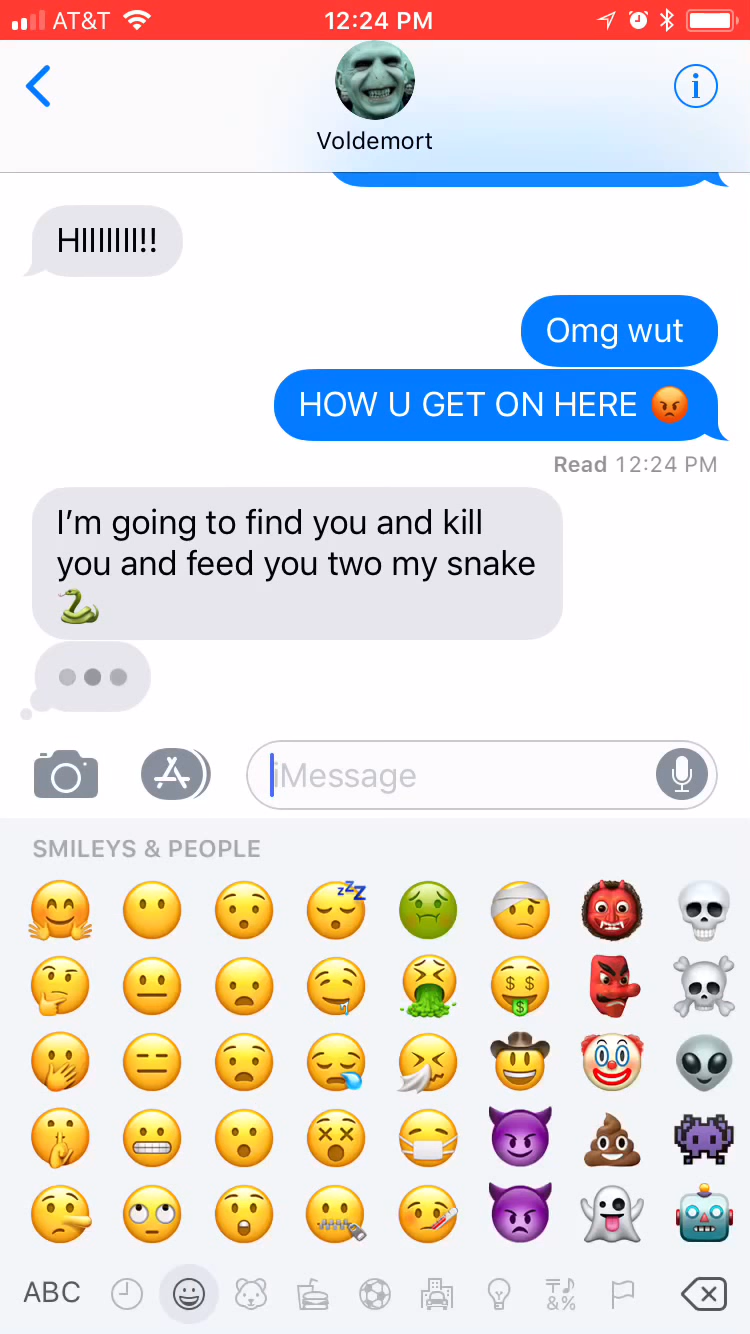 AT&T 12:24 PM
Voldemort
HIIIIIIII!!
Omg wut
HOW U GET ON HERE 😡
Read 12:24 PM
I’m going to find you and kill
you and feed you two my snake
🐍
iMessage
SMILEYS & PEOPLE
ABC